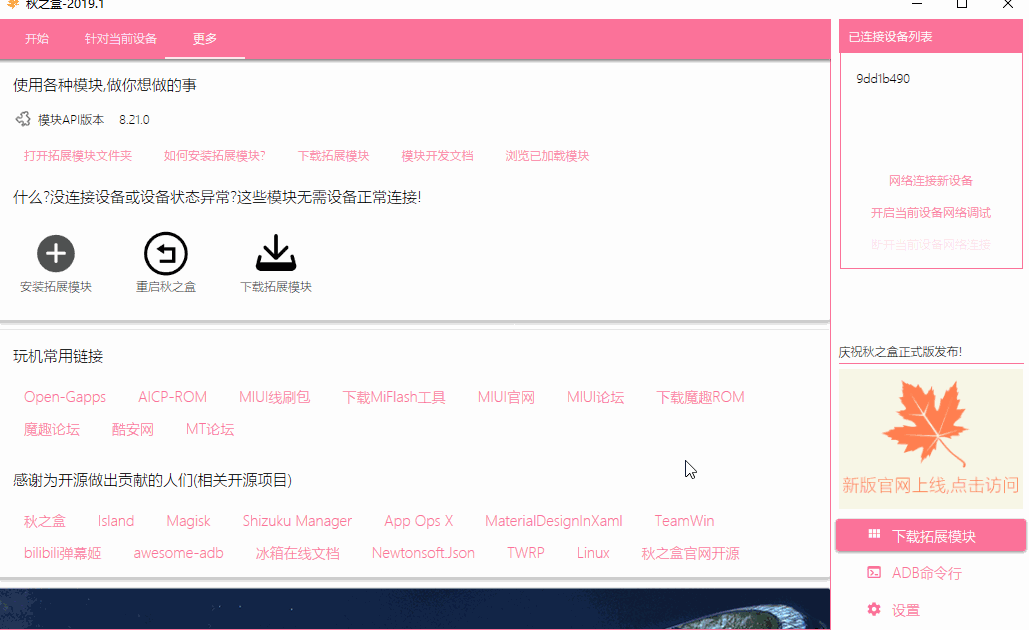 秋之盒-2019.1
开始 针对当前设备 更多
使用各种模块,做你想做的事
模块API版本 8.21.0
打开拓展模块文件夹 如何安装拓展模块? 下载拓展模块 模块开发文档 浏览已加载模块
什么?没连接设备或设备状态异常?这些模块无需设备正常连接!
安装拓展模块 重启秋之盒 下载拓展模块
玩机常用链接
Open-Gapps AICP-ROM MIUI线刷包 下载MiFlash工具 MIUI官网 MIUI论坛 下载魔趣ROM
魔趣论坛 酷安网 MT论坛
感谢为开源做出贡献的人们(相关开源项目)
秋之盒 Island Magisk Shizuku Manager App Ops X MaterialDesignInXaml TeamWin
bilibili弹幕姬 awesome-adb 冰箱在线文档 Newtonsoft.Json TWRP Linux 秋之盒官网开源
已连接设备列表
9dd1b490
网络连接新设备
开启当前设备网络调试
断开当前设备网络连接
庆祝秋之盒正式版发布!
新版官网上线,点击访问
下载拓展模块
ADB命令行
设置